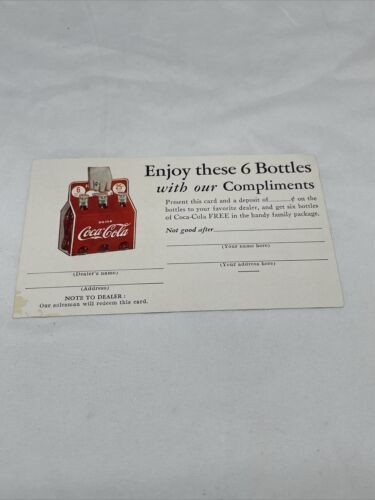 Enjoy these 6 Bottles
with our Compliments
Present this card and a deposit of..........¢ on the
bottles to your favorite dealer, and get six bottles
of Coca-Cola FREE in the handy family package.
Not good after
(Your name here)
(Your address here)
6
25
DRINK
Coca-Cola
(Dealer's name)
(Address)
NOTE TO DEALER:
Our salesman will redeem this card.